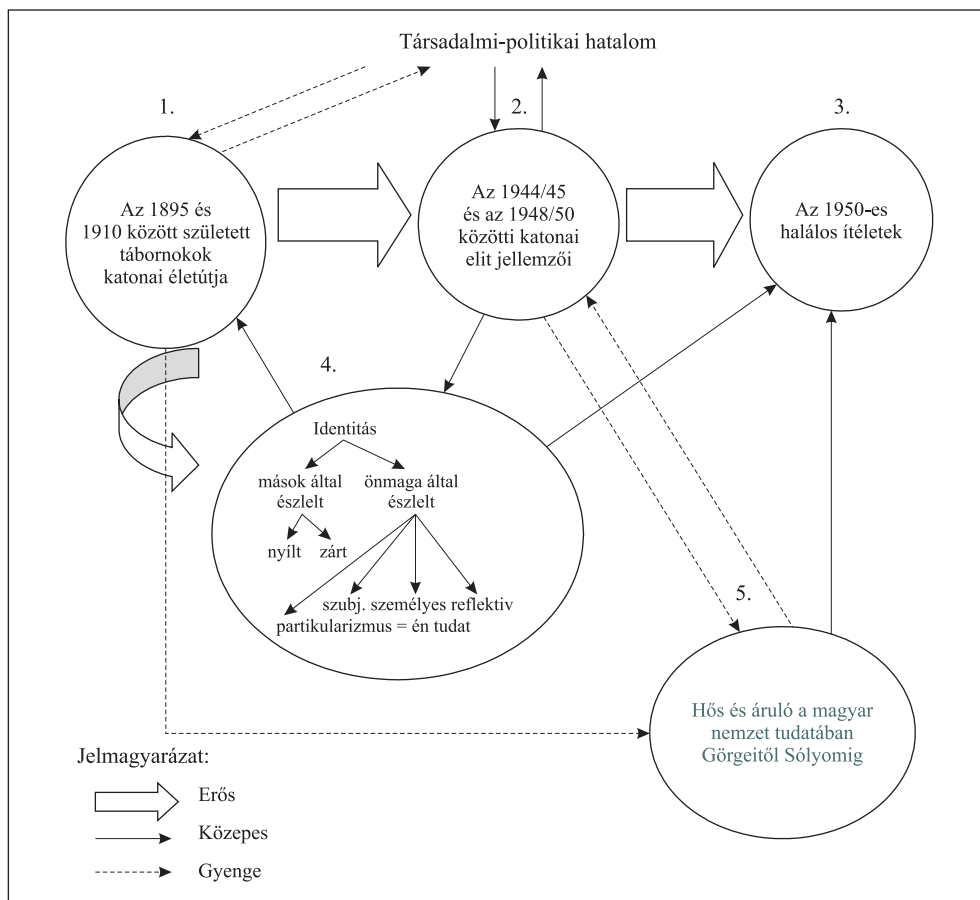 Társadalmi-politikai hatalom
1.
2.
3.
Az 1895 és
1910 között született
tábornokok
katonai életútja
Az 1944/45
és az 1948/50
közötti katonai
elit jellemzői
Az 1950-es
halálos ítéletek
4.
Identitás
mások által
észlelt
önmaga által
észlelt
nyílt
zárt
szubj. személyes reflektiv
partikularizmus = én tudat
5.
Hős és áruló a magyar
nemzet tudatában
Görgeitől Sólyomig
Jelmagyarázat:
Erős
Közepes
Gyenge